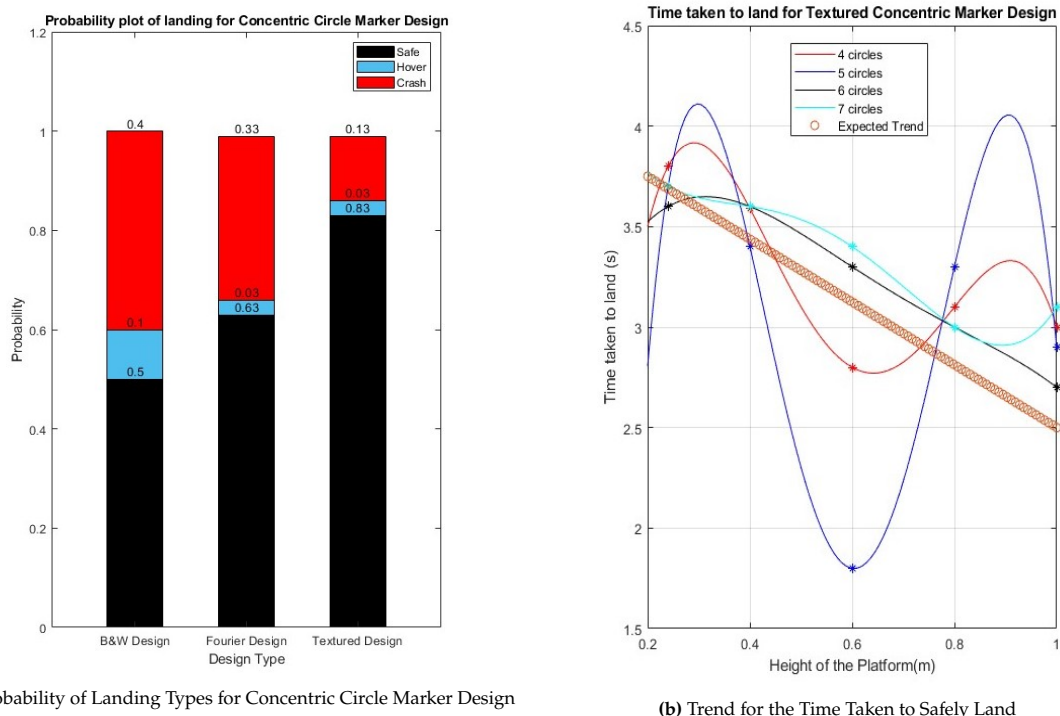 Probability plot of landing for Concentric Circle Marker Design
1.2
1
0.8
0.6
0.4
0.2
0
Probability
Safe
Hover
Crash
0.4
0.1
0.5
0.33
0.03
0.63
0.13
0.03
0.83
B&W Design
Fourier Design
Textured Design
Design Type
obability of Landing Types for Concentric Circle Marker Design
Time taken to land for Textured Concentric Marker Design
4.5
4
3.5
3
2.5
2
1.5
Time taken to land (s)
4 circles
5 circles
6 circles
7 circles
Expected Trend
0.2
0.4
0.6
0.8
1
Height of the Platform(m)
(b) Trend for the Time Taken to Safely Land